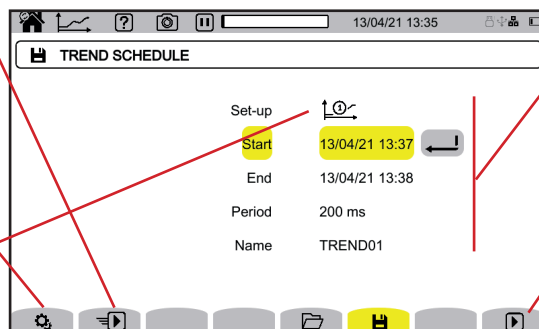 ? 13/04/21 13:35
TREND SCHEDULE
Set-up 1
Start 13/04/21 13:37
End 13/04/21 13:38
Period 200 ms
Name TREND01